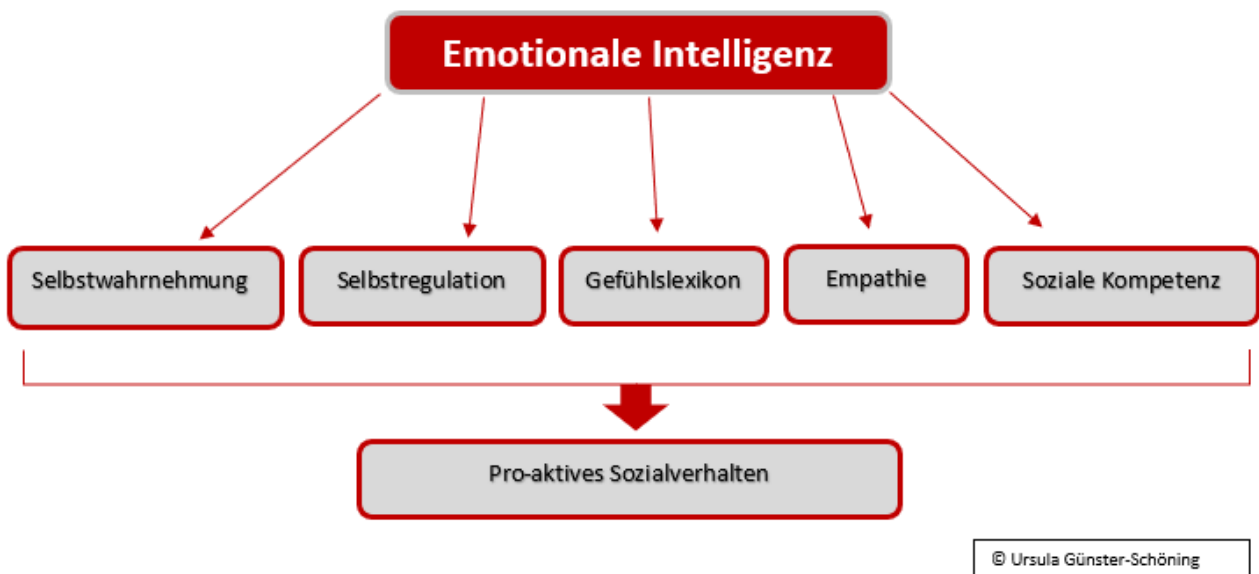 Emotionale Intelligenz
Selbstwahrnehmung
Selbstregulation
Gefühlslexikon
Empathie
Soziale Kompetenz
Pro-aktives Sozialverhalten
© Ursula Günster-Schöning